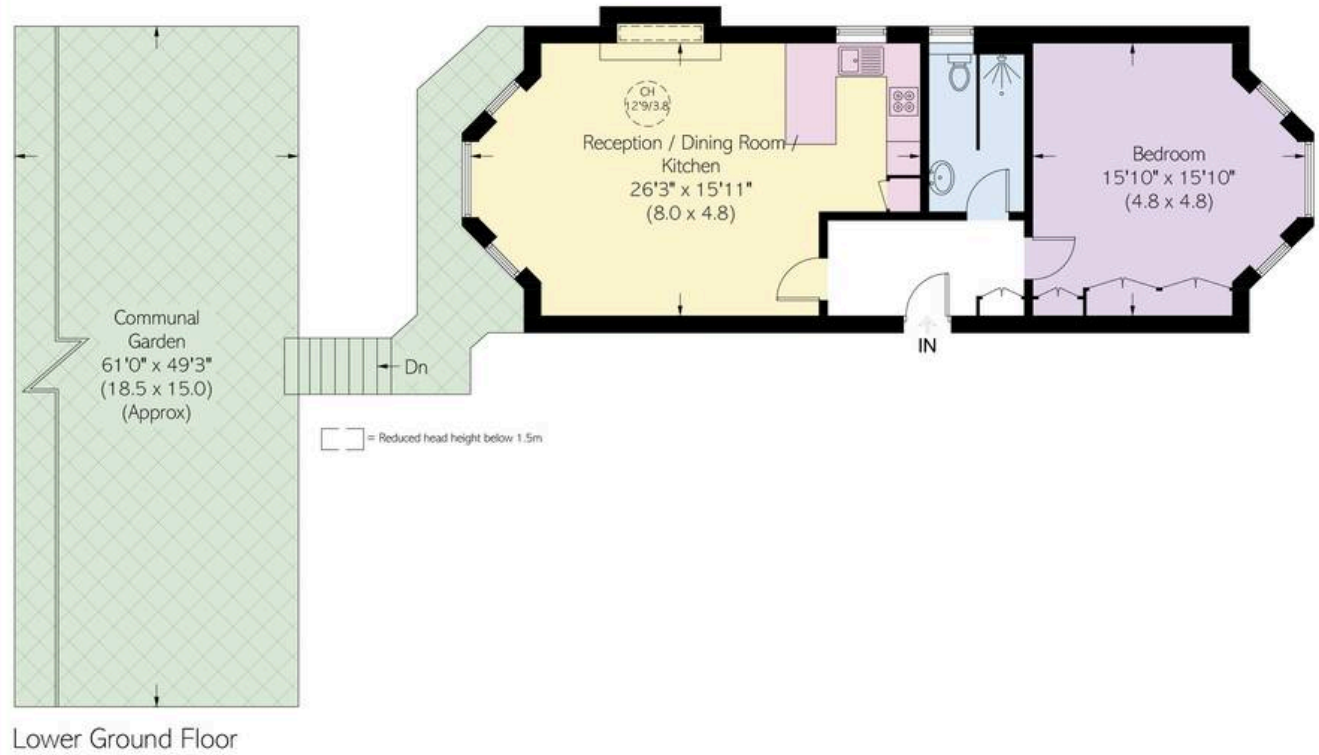 CH
12'9/3.8
Reception / Dining Room /
Kitchen
26'3" x 15'11"
(8.0 x 4.8)
Bedroom
15'10" x 15'10"
(4.8 x 4.8)
Communal
Garden
61'0" x 49'3"
(18.5 x 15.0)
(Approx)
Dn
IN
= Reduced head height below 1.5m
Lower Ground Floor